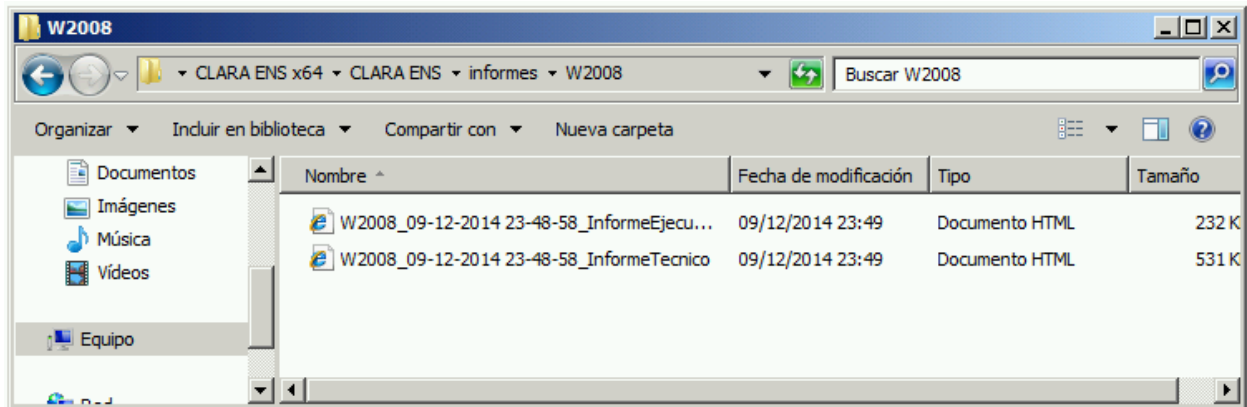 W2008
CLARA ENS x64 CLARA ENS informes W2008 Buscar W2008
Organizar Incluir en biblioteca Compartir con Nueva carpeta
Documentos
Imágenes
Música
Vídeos
Equipo
Nombre Fecha de modificación Tipo Tamaño
W2008_09-12-2014 23-48-58_InformeEjecu... 09/12/2014 23:49 Documento HTML 232 K
W2008_09-12-2014 23-48-58_InformeTecnico 09/12/2014 23:49 Documento HTML 531 K